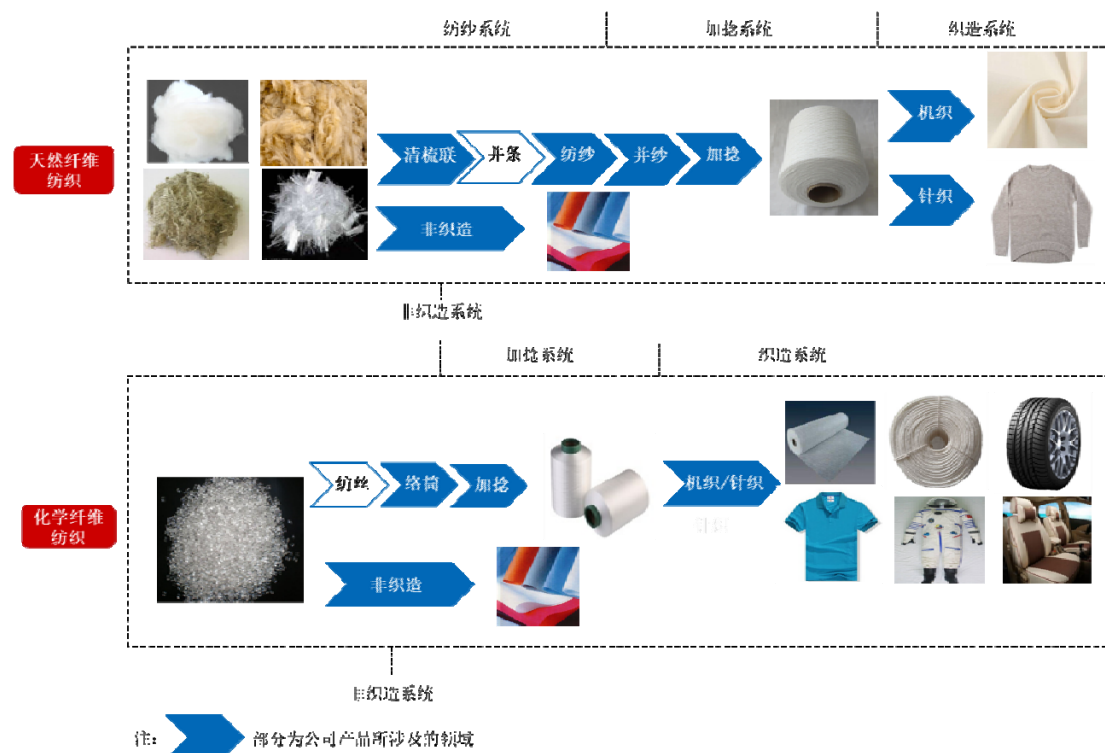 纺纱系统
加捻系统
织造系统
天然纤维
纺织
清梳联
并条
纺纱
并纱
加捻
机织
针织
非织造
非织造系统
加捻系统
织造系统
化学纤维
纺织
纺丝
络筒
加捻
机织/针织
非织造
非织造系统
注:
部分为公司产品所涉及的领域